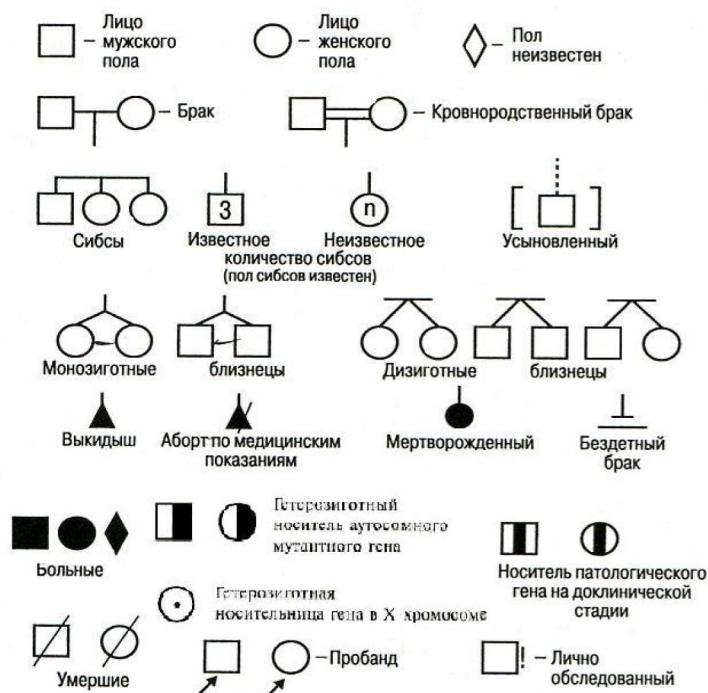 Лицо
– мужского
пола
Лицо
– женского
пола
– Пол
неизвестен
– Брак
– Кровнородственный брак
Сибсы
3
Известное
n
Неизвестное
количество сибсов
(пол сибсов известен)
Усыновленный
Монозиготные
близнецы
Дизиготные
близнецы
Выкидыш
Аборт по медицинским
показаниям
Мертворожденный
Бездетный
брак
Больные
Гетерозиготный
носитель аутосомного
мутантного гена
Носитель патологического
гена на доклинической
стадии
Гетерозиготная
носительница гена в Х хромосоме
Умершие
– Пробанд
! – Лично
обследованный